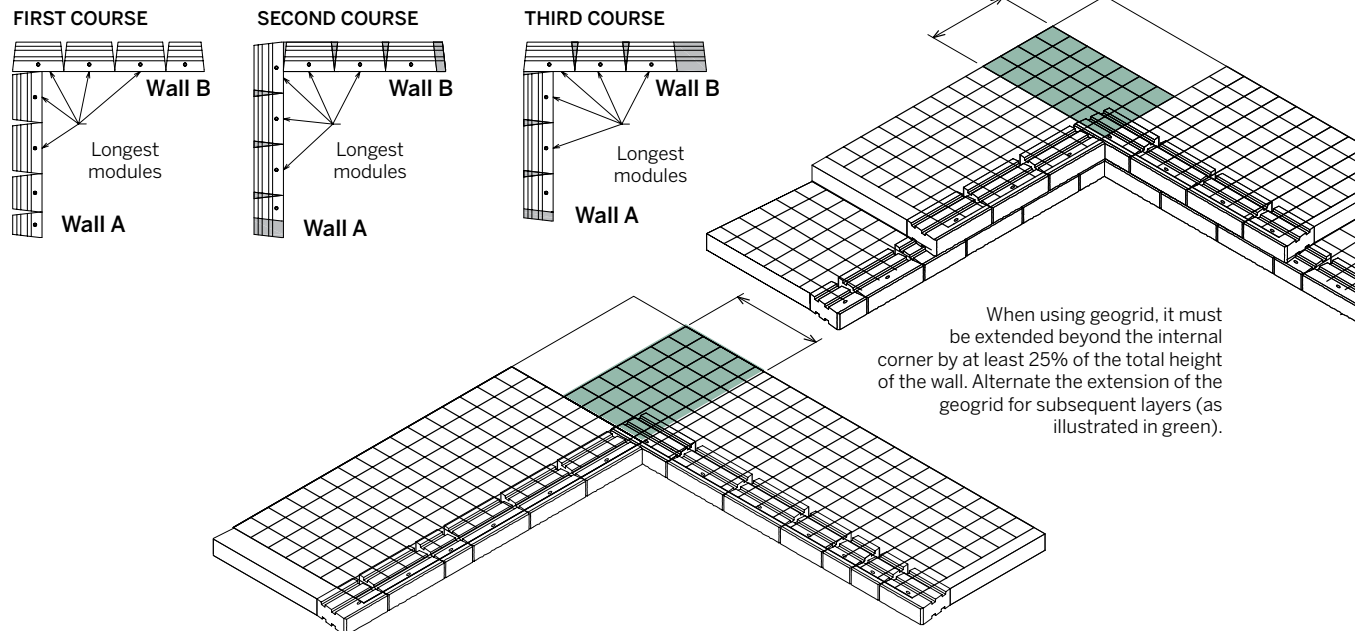 FIRST COURSE
Wall B
Longest
modules
Wall A
SECOND COURSE
Wall B
Longest
modules
Wall A
THIRD COURSE
Wall B
Longest
modules
Wall A
When using geogrid, it must
be extended beyond the internal
corner by at least 25% of the total height
of the wall. Alternate the extension of the
geogrid for subsequent layers (as
illustrated in green).